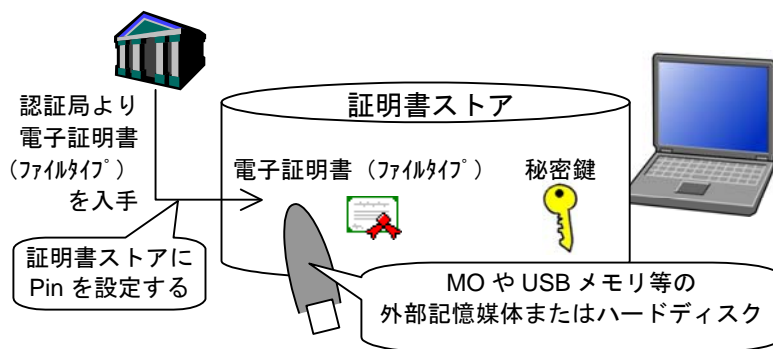 認証局より
電子証明書
（ﾌｧｲﾙﾀｲﾌﾟ）
を入手
証明書ストア
電子証明書（ﾌｧｲﾙﾀｲﾌﾟ）
秘密鍵
証明書ストアに
Pin を設定する
MO や USB メモリ等の
外部記憶媒体またはハードディスク